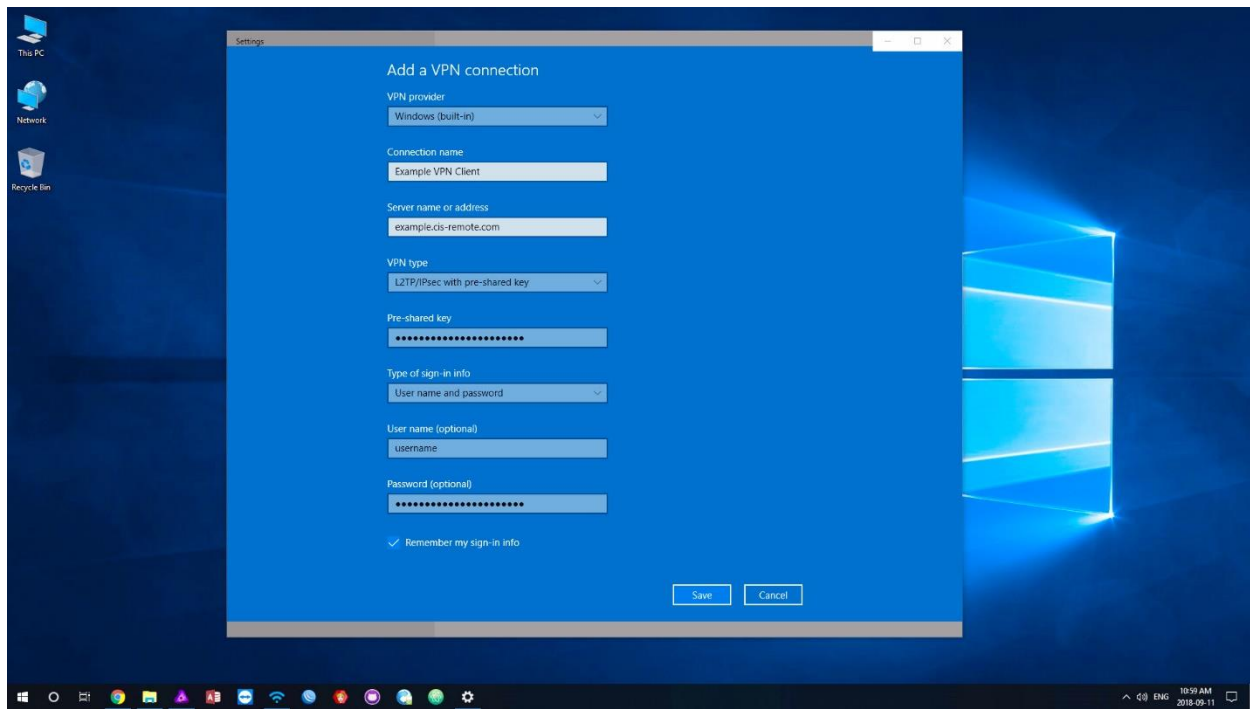 This PC
Network
Recycle Bin
Settings
Add a VPN connection
VPN provider
Windows (built-in)
Connection name
Example VPN Client
Server name or address
example.cis-remote.com
VPN type
L2TP/IPsec with pre-shared key
Pre-shared key
••••••••••••••••••••••
Type of sign-in info
User name and password
User name (optional)
username
Password (optional)
••••••••••••••••••••••
Remember my sign-in info
Save Cancel
ENG
10:59 AM
2018-09-11